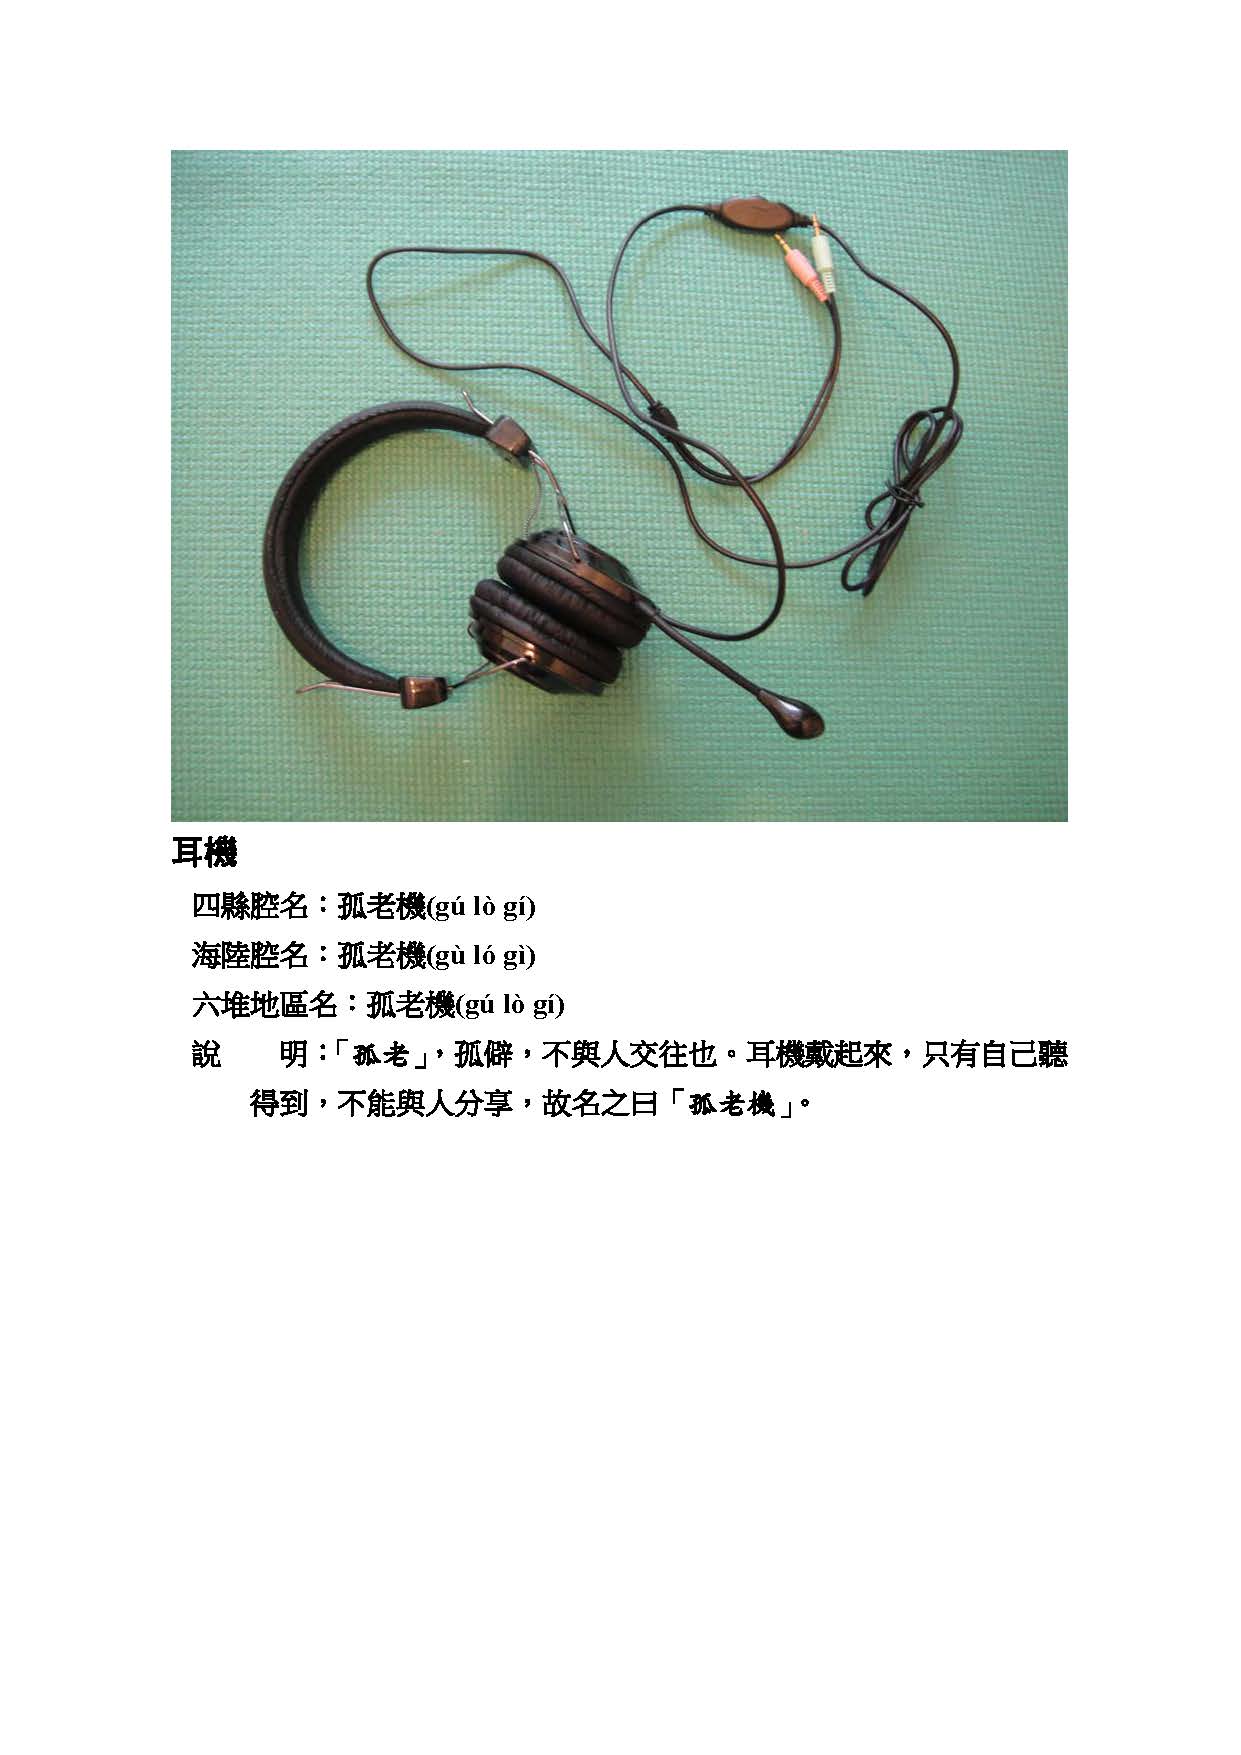 耳機
四縣腔名：孤老機(gú lò gí)
海陸腔名：孤老機(gù ló gì)
六堆地區名：孤老機(gú lò gí)
說　　明：「孤老」，孤僻，不與人交往也。耳機戴起來，只有自己聽
得到，不能與人分享，故名之曰「孤老機」。